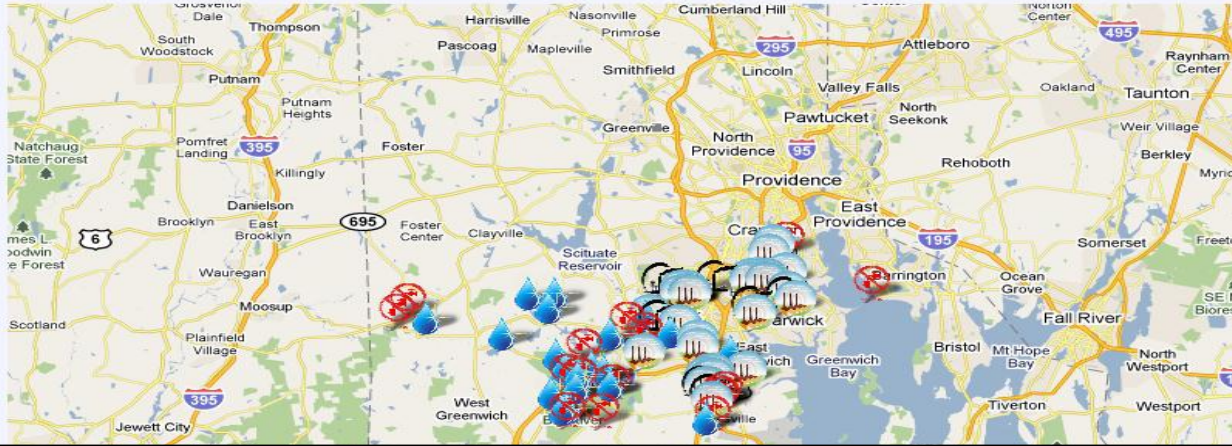 Grosvenor
Dale
Thompson
South
Woodstock
Putnam
Putnam
Heights
Pomfret
Landing
395
Killingly
Natchaug
State Forest
Danielson
Brooklyn
East
Brooklyn
6
Wauregan
Moosup
Scotland
Plainfield
Village
395
Jewett City
695
Harrisville
Nasonville
Primrose
Pascoag
Mapleville
Cumberland Hill
295
Smithfield
Lincoln
Greenville
Foster
North
Providence
95
Providence
Foster
Center
Clayville
Scituate
Reservoir
West
Greenwich
East
Providence
Attleboro
Valley Falls
Pawtucket
North
Seekonk
Norton
Center
495
Raynham
Center
Oakland
Taunton
Weir Village
Rehoboth
Berkley
195
Somerset
Barrington
Ocean
Grove
Fall River
Greenwich
Bay
Bristol
Mt Hope
Bay
North
Westport
Tiverton
Westport